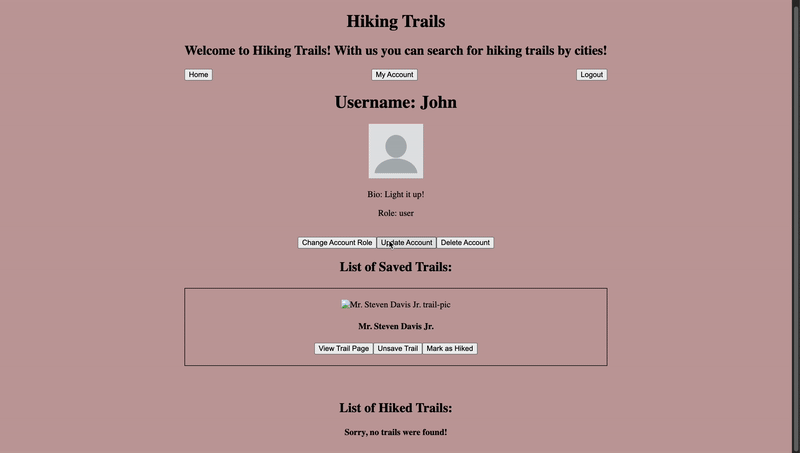 Hiking Trails
Welcome to Hiking Trails! With us you can search for hiking trails by cities!
Home My Account Logout
Username: John
Bio: Light it up!
Role: user
Change Account Role Update Account Delete Account
List of Saved Trails:
Mr. Steven Davis Jr. trail-pic
Mr. Steven Davis Jr.
View Trail Page Unsave Trail Mark as Hiked
List of Hiked Trails:
Sorry, no trails were found!